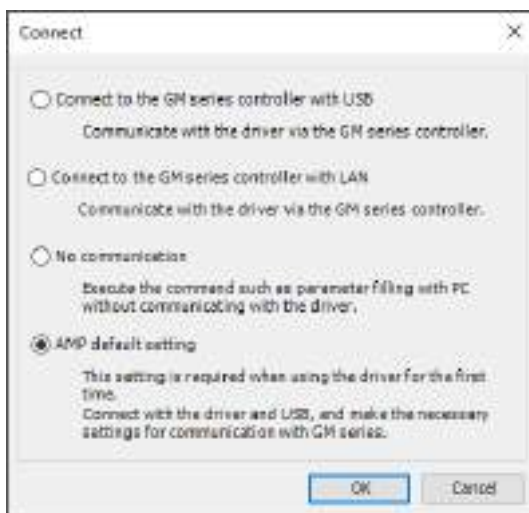 Connect
Connect to the GM series controller with USB
Communicate with the driver via the GM series controller.
Connect to the GM series controller with LAN
Communicate with the driver via the GM series controller.
No communication
Execute the command such as parameter filling with PC
without communicating with the driver.
AMP default setting
This setting is required when using the driver for the first
time.
Connect with the driver and USB, and make the necessary
settings for communication with GM series.
OK Cancel